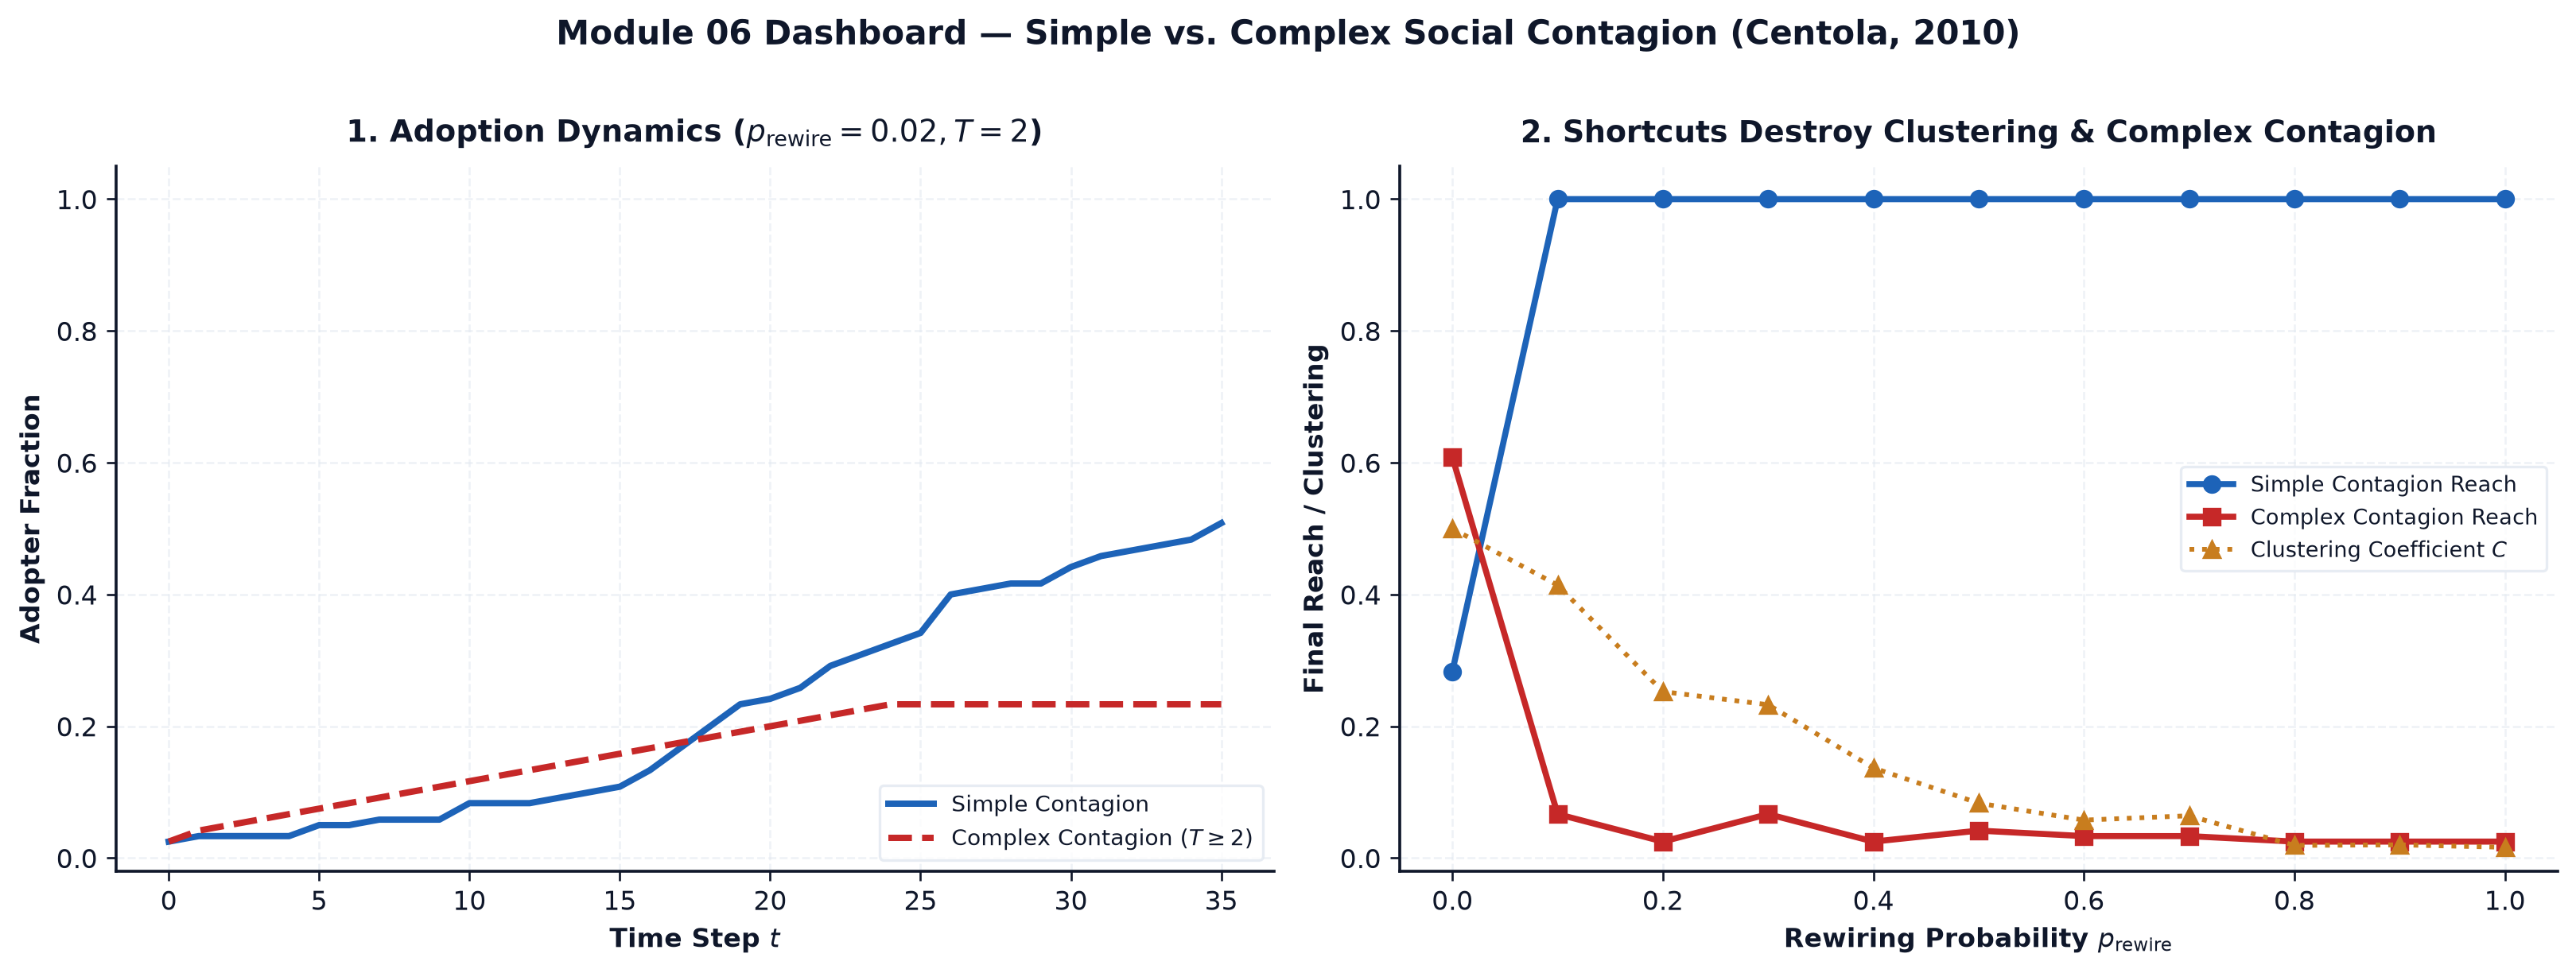 Module 06 Dashboard — Simple vs. Complex Social Contagion (Centola, 2010)
1. Adoption Dynamics (p_rewire = 0.02, T = 2)
Adopter Fraction
1.0
0.8
0.6
0.4
0.2
0.0
0 5 10 15 20 25 30 35
Time Step t
Simple Contagion
Complex Contagion (T ≥ 2)
2. Shortcuts Destroy Clustering & Complex Contagion
Final Reach / Clustering
1.0
0.8
0.6
0.4
0.2
0.0
0.0 0.2 0.4 0.6 0.8 1.0
Rewiring Probability p_rewire
Simple Contagion Reach
Complex Contagion Reach
Clustering Coefficient C